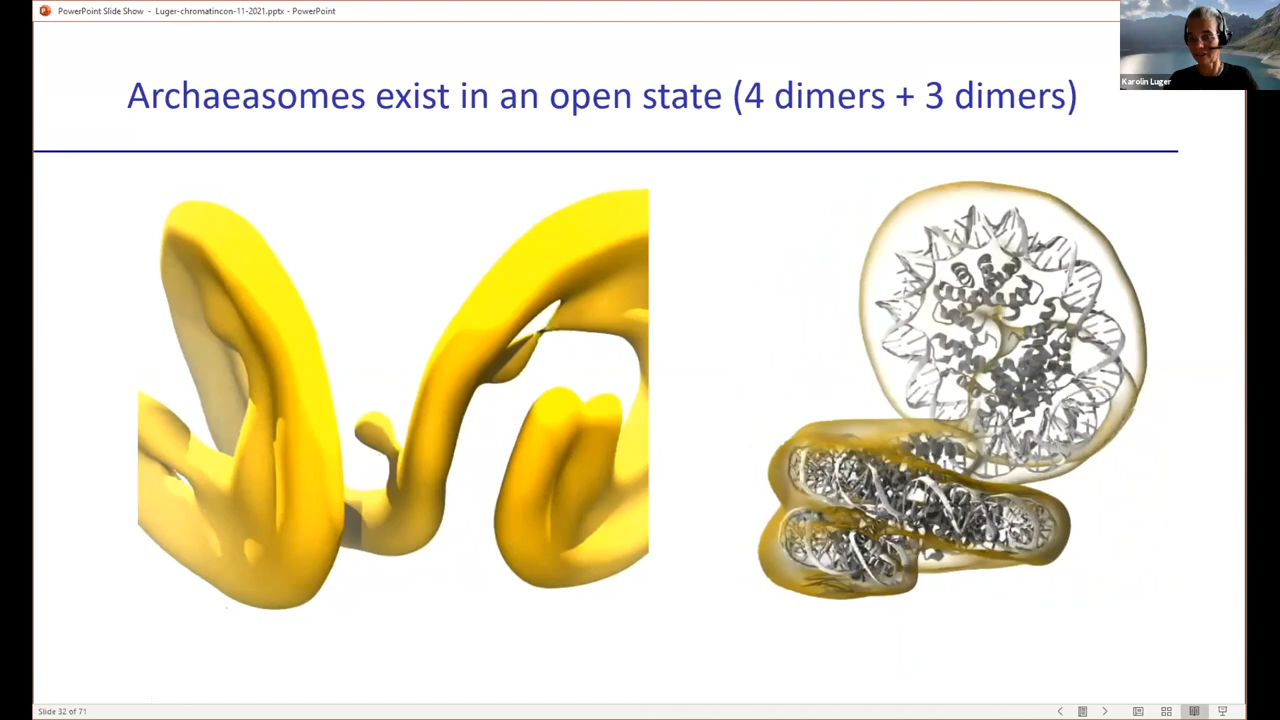 PowerPoint Slide Show - Luger-chromatincon-11-2021.pptx - PowerPoint
Karolin Luger
Archaeasomes exist in an open state (4 dimers + 3 dimers)
Slide 32 of 71